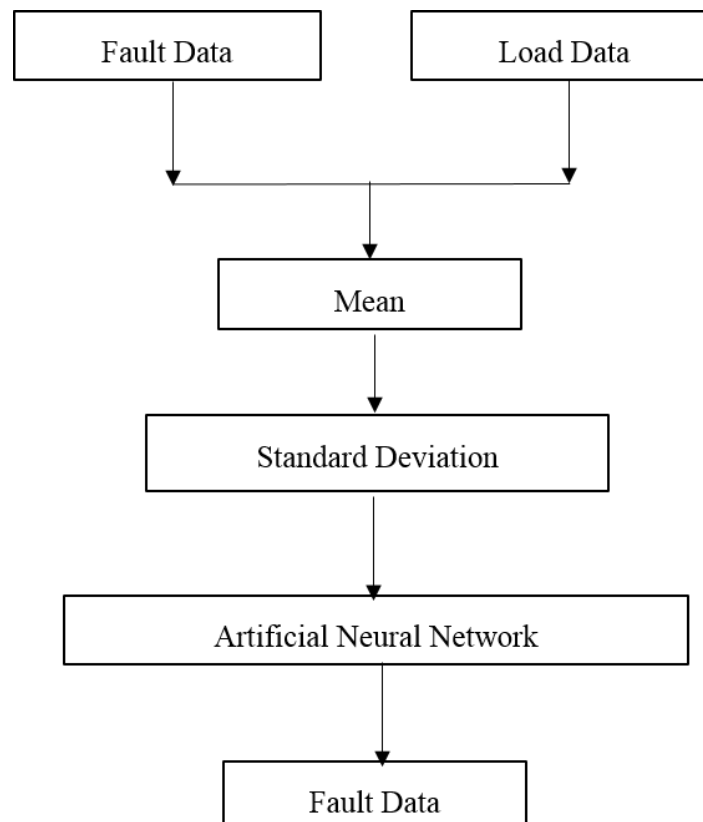 Fault Data
Load Data
Mean
Standard Deviation
Artificial Neural Network
Fault Data